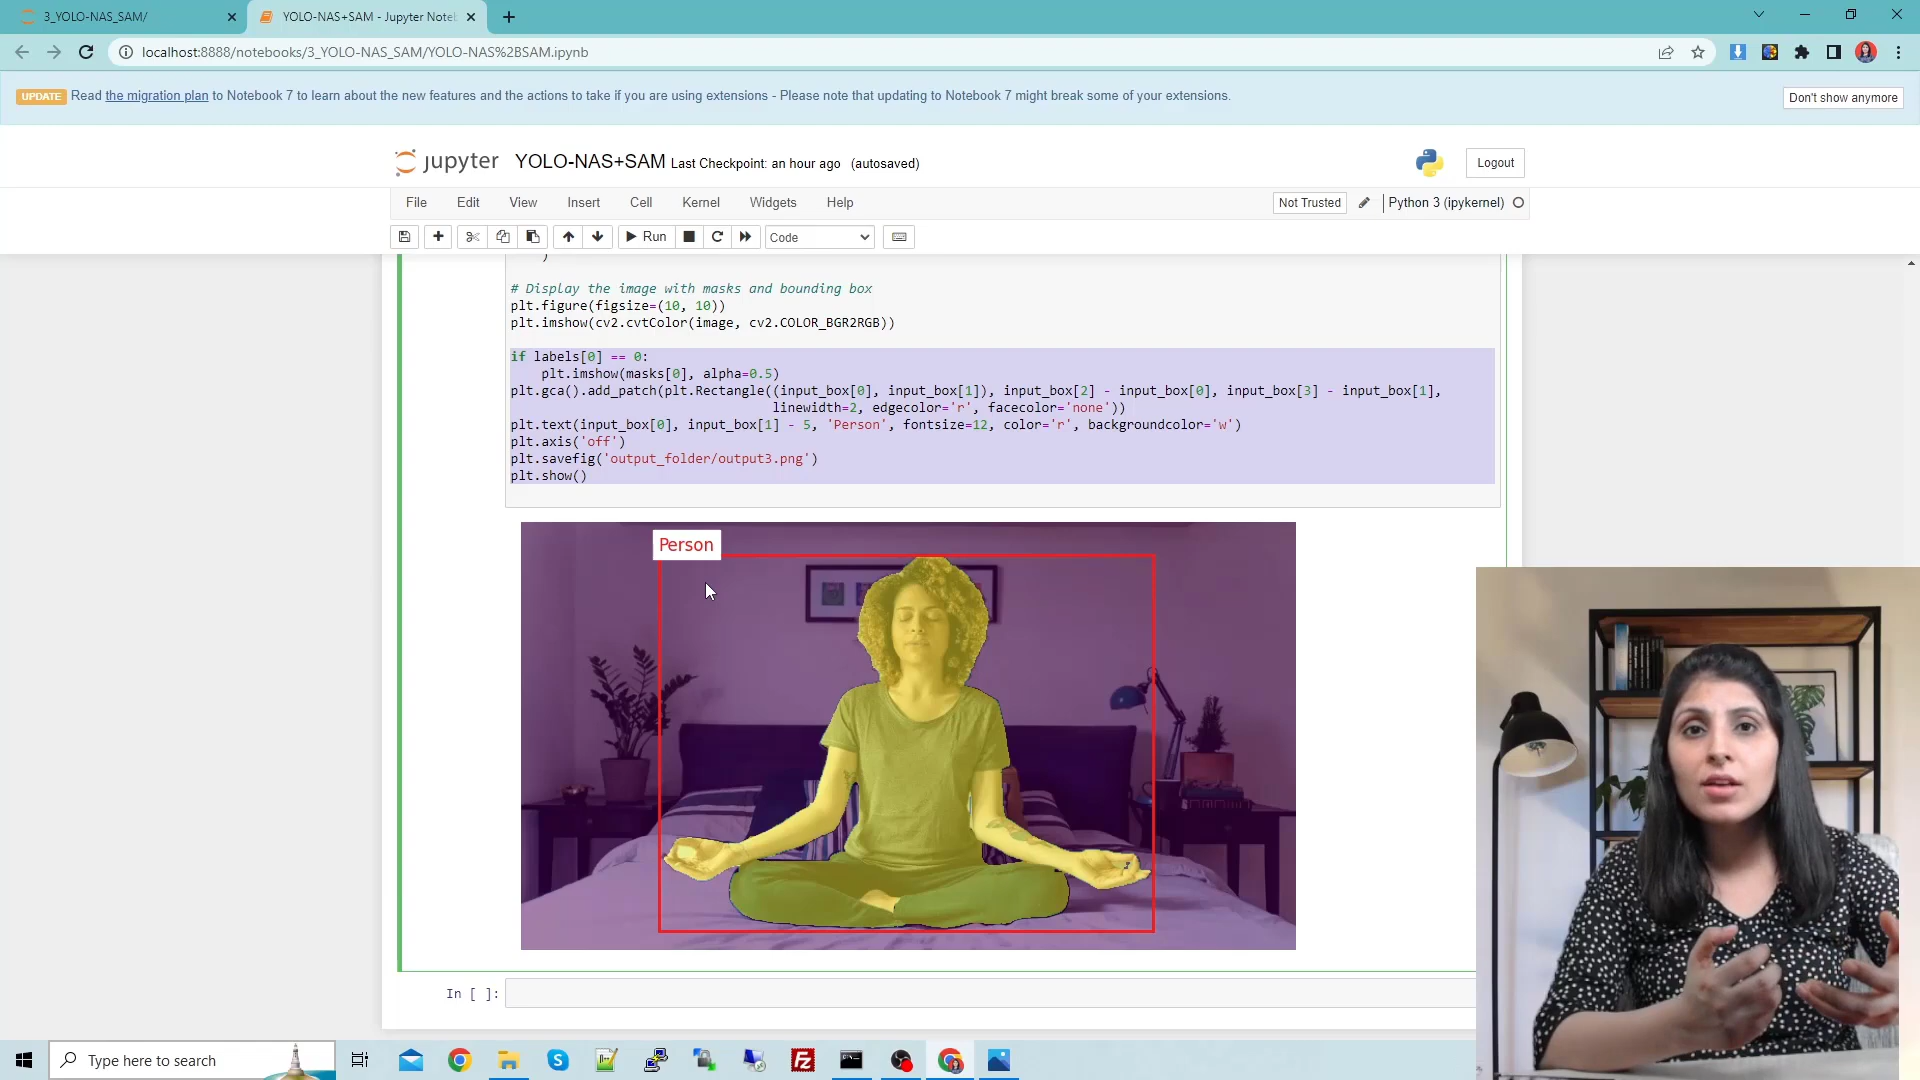 3_YOLO-NAS_SAM/
YOLO-NAS+SAM - Jupyter Noteb
localhost:8888/notebooks/3_YOLO-NAS_SAM/YOLO-NAS%2BSAM.ipynb
UPDATE Read the migration plan to Notebook 7 to learn about the new features and the actions to take if you are using extensions - Please note that updating to Notebook 7 might break some of your extensions.
Don't show anymore
jupyter YOLO-NAS+SAM Last Checkpoint: an hour ago (autosaved)
Logout
File Edit View Insert Cell Kernel Widgets Help
Not Trusted
Python 3 (ipykernel)
Run
Code
)
# Display the image with masks and bounding box
plt.figure(figsize=(10, 10))
plt.imshow(cv2.cvtColor(image, cv2.COLOR_BGR2RGB))
if labels[0] == 0:
    plt.imshow(masks[0], alpha=0.5)
plt.gca().add_patch(plt.Rectangle((input_box[0], input_box[1]), input_box[2] - input_box[0], input_box[3] - input_box[1],
linewidth=2, edgecolor='r', facecolor='none'))
plt.text(input_box[0], input_box[1] - 5, 'Person', fontsize=12, color='r', backgroundcolor='w')
plt.axis('off')
plt.savefig('output_folder/output3.png')
plt.show()
Person
In [ ]:
Type here to search